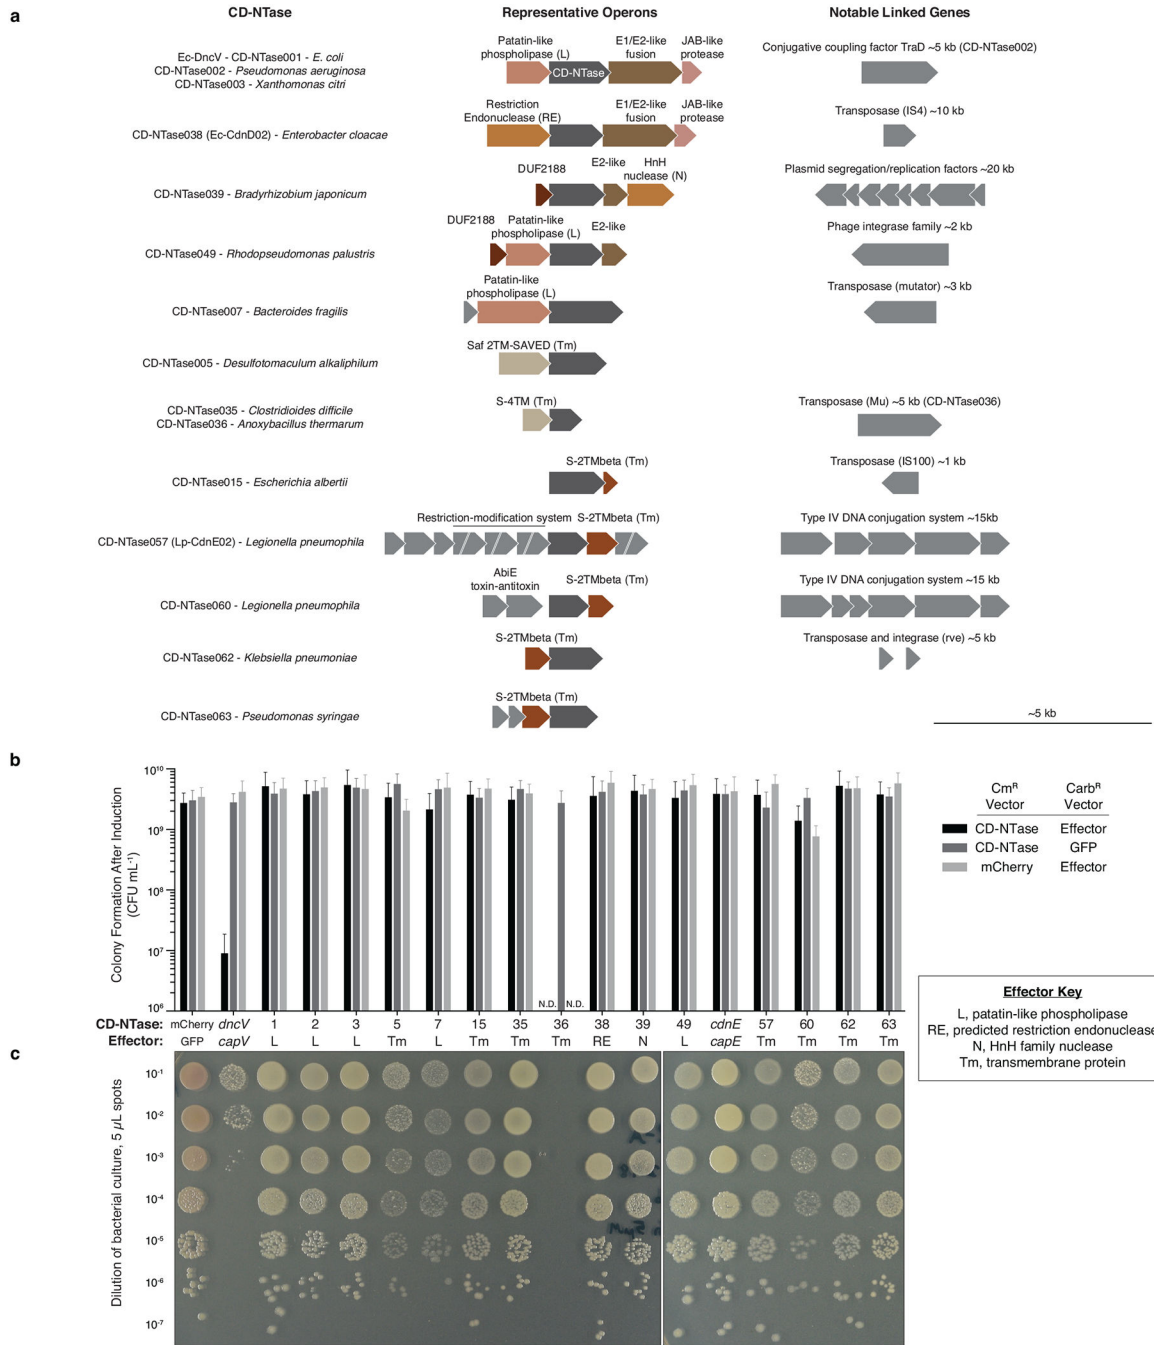 a
CD-NTase
Representative Operons
Notable Linked Genes
Ec-DncV - CD-NTase001 - E. coli
CD-NTase002 - Pseudomonas aeruginosa
CD-NTase003 - Xanthomonas citri
Patatin-like
phospholipase (L)
CD-NTase
E1/E2-like
fusion
JAB-like
protease
Conjugative coupling factor TraD ~5 kb (CD-NTase002)
CD-NTase038 (Ec-CdnD02) - Enterobacter cloacae
Restriction
Endonuclease (RE)
E1/E2-like
fusion
JAB-like
protease
Transposase (IS4) ~10 kb
CD-NTase039 - Bradyrhizobium japonicum
DUF2188
E2-like
HnH
nuclease (N)
Plasmid segregation/replication factors ~20 kb
CD-NTase049 - Rhodopseudomonas palustris
DUF2188
Patatin-like
phospholipase (L)
E2-like
Phage integrase family ~2 kb
CD-NTase007 - Bacteroides fragilis
Patatin-like
phospholipase (L)
Transposase (mutator) ~3 kb
CD-NTase005 - Desulfotomaculum alkaliphilum
Saf 2TM-SAVED (Tm)
CD-NTase035 - Clostridioides difficile
CD-NTase036 - Anoxybacillus thermarum
S-4TM (Tm)
Transposase (Mu) ~5 kb (CD-NTase036)
CD-NTase015 - Escherichia albertii
S-2TMbeta (Tm)
Transposase (IS100) ~1 kb
CD-NTase057 (Lp-CdnE02) - Legionella pneumophila
Restriction-modification system
S-2TMbeta (Tm)
Type IV DNA conjugation system ~15kb
CD-NTase060 - Legionella pneumophila
AbiE
toxin-antitoxin
S-2TMbeta (Tm)
Type IV DNA conjugation system ~15 kb
CD-NTase062 - Klebsiella pneumoniae
S-2TMbeta (Tm)
Transposase and integrase (rve) ~5 kb
CD-NTase063 - Pseudomonas syringae
S-2TMbeta (Tm)
~5 kb
b
Colony Formation After Induction
(CFU mL-1)
10^10
10^9
10^8
10^7
10^6
N.D.
N.D.
CD-NTase: mCherry dncV 1 2 3 5 7 15 35 36 38 39 49 cdnE 57 60 62 63
Effector: GFP capV L L L Tm L Tm Tm Tm RE N L capE Tm Tm Tm Tm
Cm^R Vector
Carb^R Vector
CD-NTase Effector
CD-NTase GFP
mCherry Effector
Effector Key
L, patatin-like phospholipase
RE, predicted restriction endonuclease
N, HnH family nuclease
Tm, transmembrane protein
c
Dilution of bacterial culture, 5 µL spots
10^-1
10^-2
10^-3
10^-4
10^-5
10^-6
10^-7